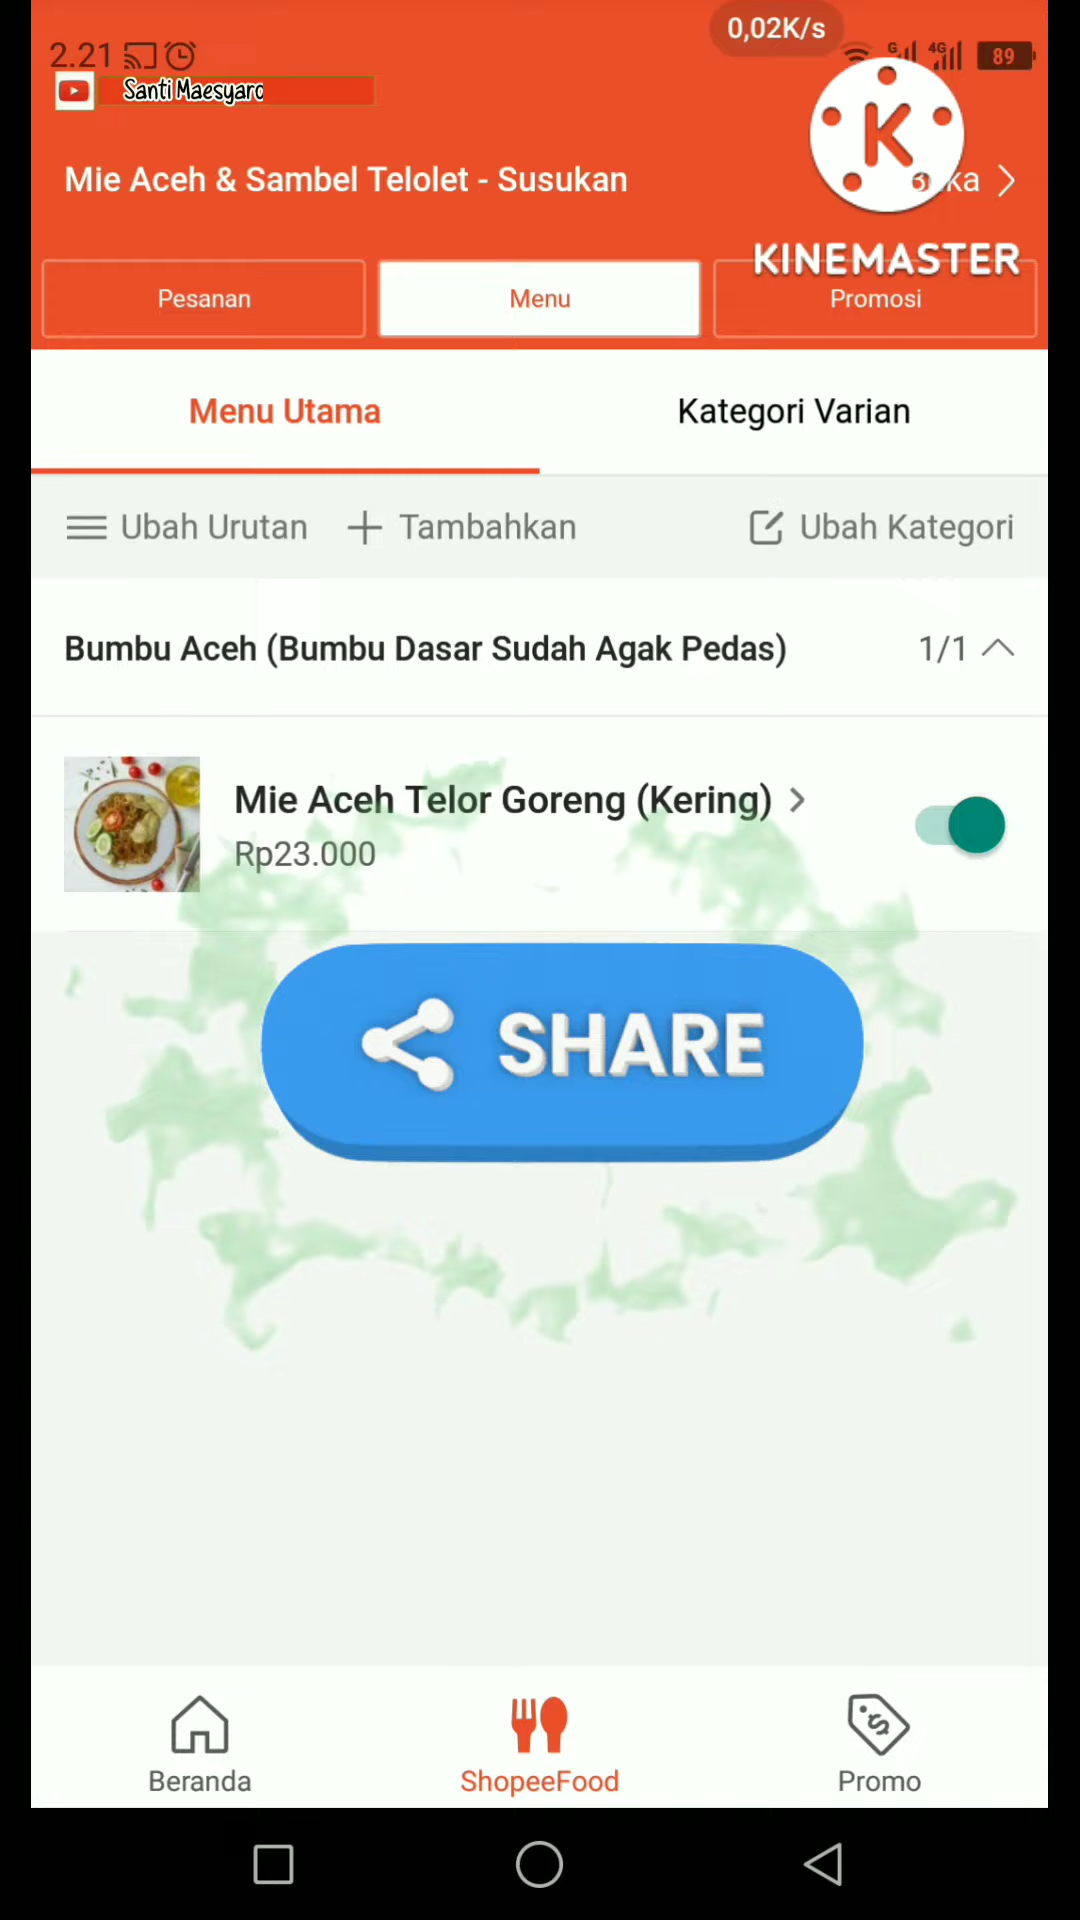 0,02K/s
2.21 G 4G 89
Santi Maesyaro
K
Mie Aceh & Sambel Telolet - Susukan
KINEMASTER
Pesanan Menu Promosi
Menu Utama Kategori Varian
Ubah Urutan + Tambahkan Ubah Kategori
Bumbu Aceh (Bumbu Dasar Sudah Agak Pedas) 1/1
Mie Aceh Telor Goreng (Kering) >
Rp23.000
SHARE
Beranda ShopeeFood Promo